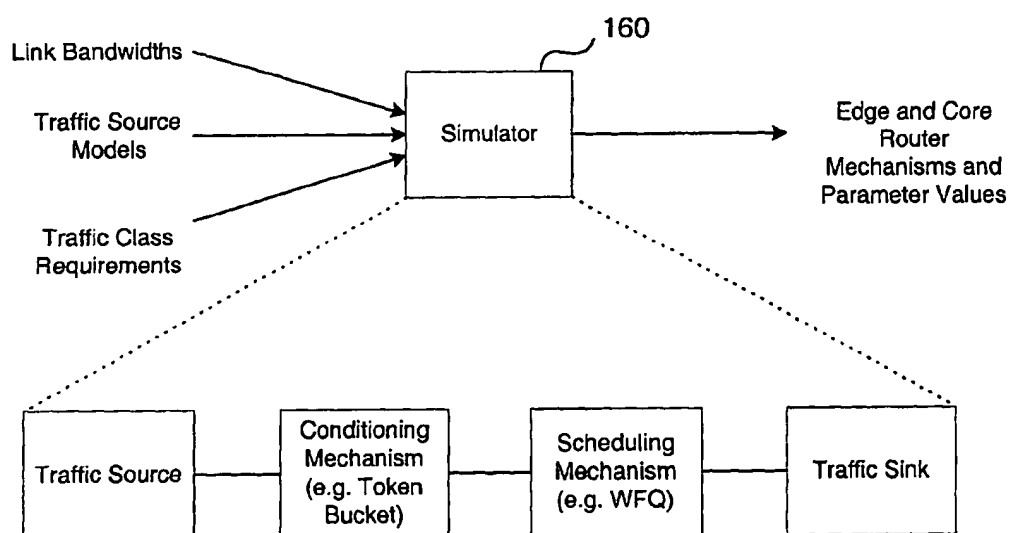 160
Link Bandwidths
Traffic Source
Models
Traffic Class
Requirements
Simulator
Edge and Core
Router
Mechanisms and
Parameter Values
Traffic Source
Conditioning
Mechanism
(e.g. Token
Bucket)
Scheduling
Mechanism
(e.g. WFQ)
Traffic Sink